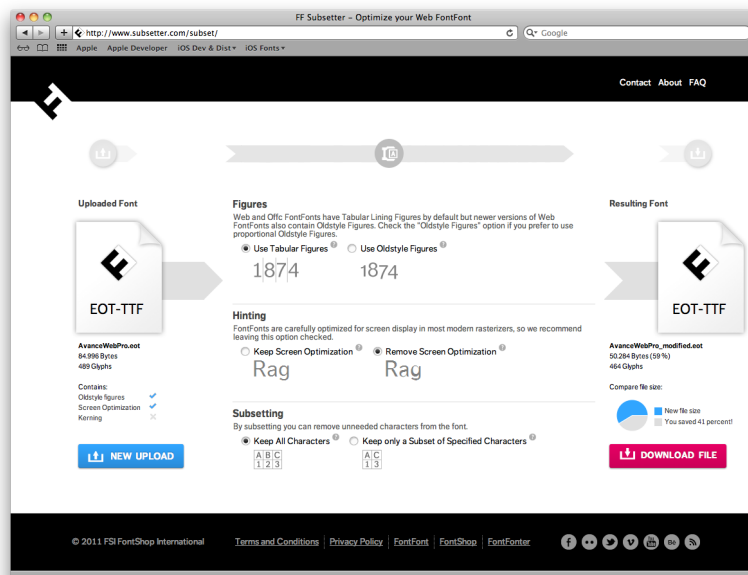 FF Subsetter – Optimize your Web FontFont
http://www.subsetter.com/subset/
Google
Apple Apple Developer iOS Dev & Dist iOS Fonts
Contact About FAQ
Uploaded Font
EOT-TTF
AvanceWebPro.eot
84.996 Bytes
489 Glyphs
Contains:
Oldstyle figures
Screen Optimization
Kerning
NEW UPLOAD
Figures
Web and Offc FontFonts have Tabular Lining Figures by default but newer versions of Web
FontFonts also contain Oldstyle Figures. Check the "Oldstyle Figures" option if you prefer to use
proportional Oldstyle Figures.
Use Tabular Figures ? Use Oldstyle Figures ?
1874 1874
Hinting
FontFonts are carefully optimized for screen display in most modern rasterizers, so we recommend
leaving this option checked.
Keep Screen Optimization ? Remove Screen Optimization ?
Rag Rag
Subsetting
By subsetting you can remove unneeded characters from the font.
Keep All Characters ? Keep only a Subset of Specified Characters ?
A B C A C
1 2 3 1 3
Resulting Font
EOT-TTF
AvanceWebPro_modified.eot
50.284 Bytes (59 %)
464 Glyphs
Compare file size:
New file size
You saved 41 percent!
DOWNLOAD FILE
© 2011 FSI FontShop International
Terms and Conditions Privacy Policy FontFont FontShop FontFonter